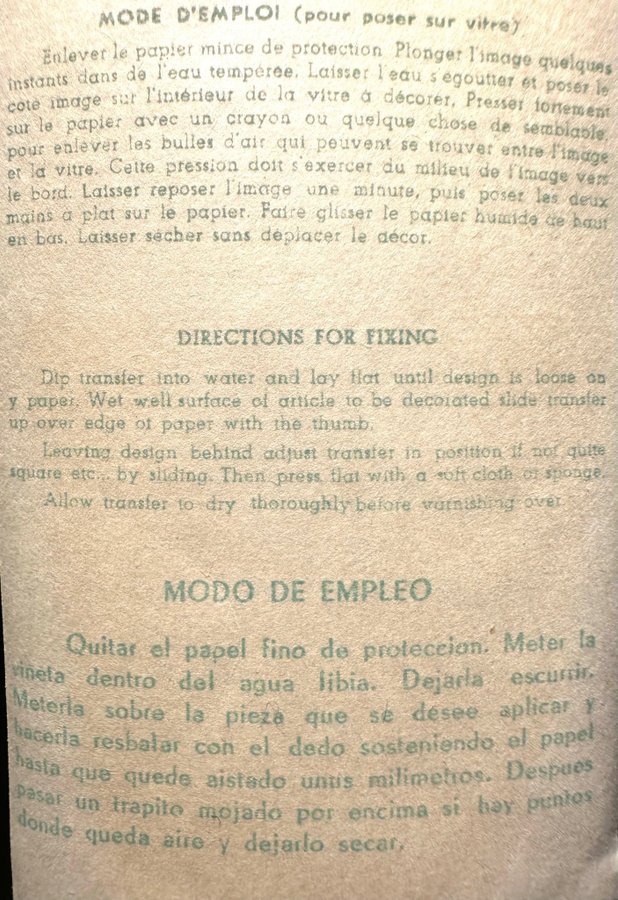 MODE D'EMPLOI (pour poser sur vitre)
Enlever le papier mince de protection Plonger l'image quelques
instants dans de l'eau tempérée. Laisser l'eau s'égoutter et poser le
coté image sur l'intérieur de la vitre à décorer. Presser fortement
sur le papier avec un crayon ou quelque chose de semblable,
pour enlever les bulles d'air qui peuvent se trouver entre l'image
et la vitre. Cette pression doit s'exercer du milieu de l'image vers
le bord. Laisser reposer l'image une minute, puis poser les deux
mains à plat sur le papier. Faire glisser le papier humide de haut
en bas. Laisser sécher sans déplacer le décor.
DIRECTIONS FOR FIXING
Dip transfer into water and lay flat until design is loose on
y paper. Wet well surface of article to be decorated slide transfer
up over edge of paper with the thumb.
Leaving design behind adjust transfer in position if not quite
square etc... by sliding. Then press flat with a soft cloth or sponge.
Allow transfer to dry thoroughly before varnishing over
MODO DE EMPLEO
Quitar el papel fino de proteccion. Meter la
viñeta dentro del agua libia. Dejarla escurrir.
Meterla sobre la pieza que se desee aplicar y
hacerla resbalar con el dedo sosteniendo el papel
hasta que quede aistado unus milimetros. Despues
pasar un trapito mojado por encima si hay puntos
donde queda aire y dejarlo secar.